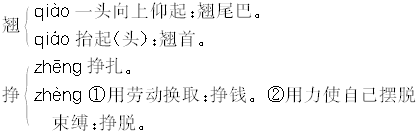 翘 qiào 一头向上仰起:翘尾巴。
qiáo 抬起(头):翘首。
挣 zhēng 挣扎。
zhèng ①用劳动换取:挣钱。②用力使自己摆脱
束缚:挣脱。